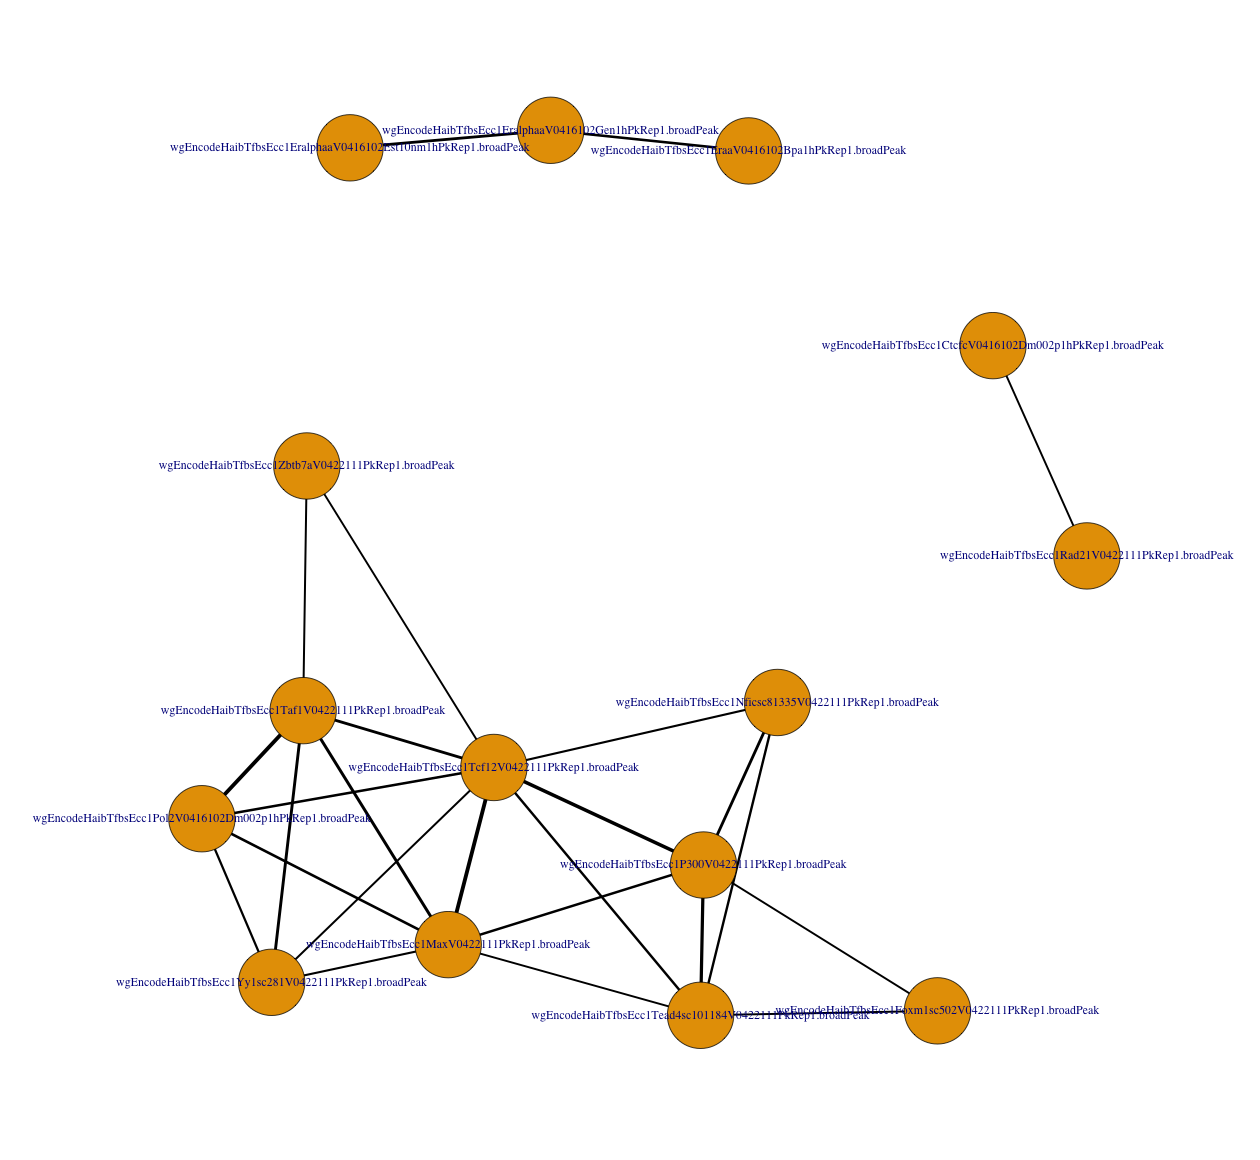 wgEncodeHaibTfbsEcc1EralphaaV0416102Gen1hPkRep1.broadPeak
wgEncodeHaibTfbsEcc1EralphaaV0416102Est10nm1hPkRep1.broadPeak
wgEncodeHaibTfbsEcc1EraaV0416102Bpa1hPkRep1.broadPeak
wgEncodeHaibTfbsEcc1CtcfcV0416102Dm002p1hPkRep1.broadPeak
wgEncodeHaibTfbsEcc1Zbtb7aV0422111PkRep1.broadPeak
wgEncodeHaibTfbsEcc1Rad21V0422111PkRep1.broadPeak
wgEncodeHaibTfbsEcc1Nficsc81335V0422111PkRep1.broadPeak
wgEncodeHaibTfbsEcc1Taf1V0422111PkRep1.broadPeak
wgEncodeHaibTfbsEcc1Tcf12V0422111PkRep1.broadPeak
wgEncodeHaibTfbsEcc1Pol2V0416102Dm002p1hPkRep1.broadPeak
wgEncodeHaibTfbsEcc1P300V0422111PkRep1.broadPeak
wgEncodeHaibTfbsEcc1MaxV0422111PkRep1.broadPeak
wgEncodeHaibTfbsEcc1Yy1sc281V0422111PkRep1.broadPeak
wgEncodeHaibTfbsEcc1Foxm1sc502V0422111PkRep1.broadPeak
wgEncodeHaibTfbsEcc1Tead4sc101184V0422111PkRep1.broadPeak